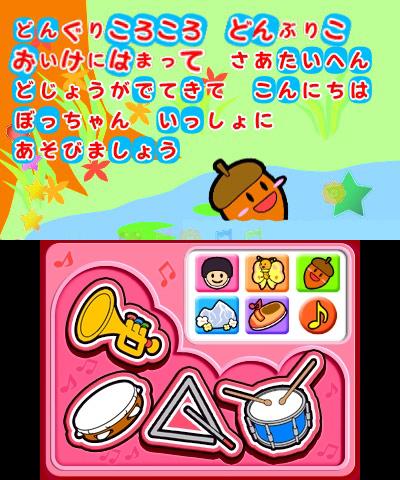 どんぐりころころ　どんぶりこ
おいけにはまって　さあたいへん
どじょうがでてきて　こんにちは
ぼっちゃん　いっしょに
あそびましょう